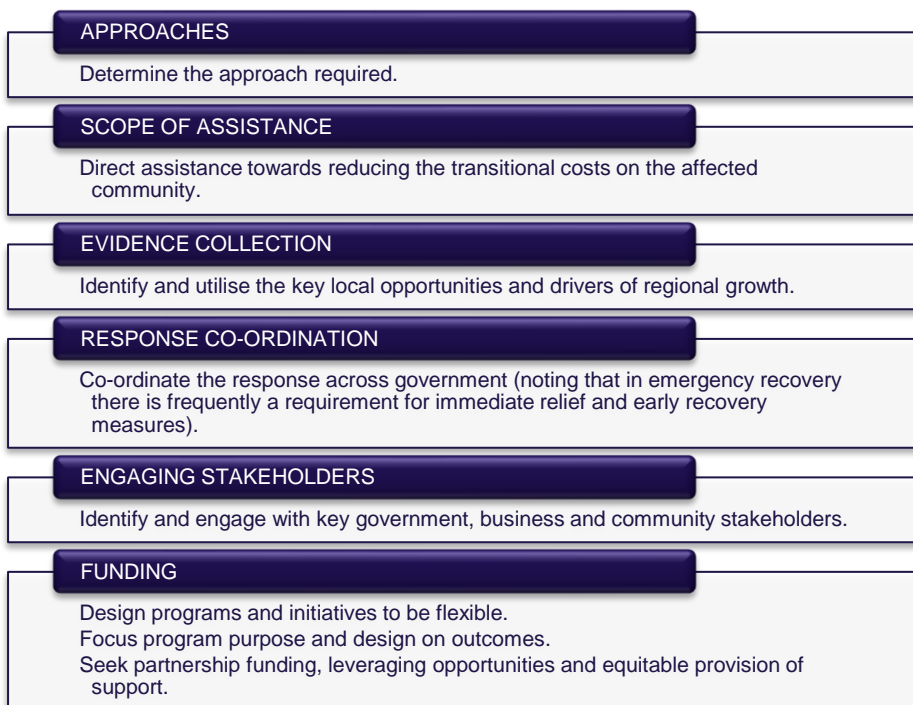 APPROACHES
Determine the approach required.
SCOPE OF ASSISTANCE
Direct assistance towards reducing the transitional costs on the affected
community.
EVIDENCE COLLECTION
Identify and utilise the key local opportunities and drivers of regional growth.
RESPONSE CO-ORDINATION
Co-ordinate the response across government (noting that in emergency recovery
there is frequently a requirement for immediate relief and early recovery
measures).
ENGAGING STAKEHOLDERS
Identify and engage with key government, business and community stakeholders.
FUNDING
Design programs and initiatives to be flexible.
Focus program purpose and design on outcomes.
Seek partnership funding, leveraging opportunities and equitable provision of
support.